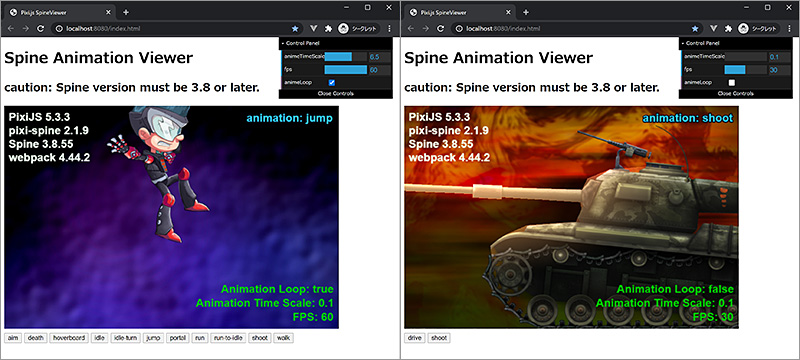 Pixijs SpineViewer
localhost:8080/index.html
シークレット
Spine Animation Viewer
caution: Spine version must be 3.8 or later.
Control Panel
animeTimeScale 6.5
fps 60
animeLoop
Close Controls
PixiJS 5.3.3
pixi-spine 2.1.9
Spine 3.8.55
webpack 4.44.2
animation: jump
Animation Loop: true
Animation Time Scale: 0.1
FPS: 60
aim death hoverboard idle idle-turn jump portal run run-to-idle shoot walk
Pixijs SpineViewer
localhost:8080/index.html
シークレット
Spine Animation Viewer
caution: Spine version must be 3.8 or later.
Control Panel
animeTimeScale 0.1
fps 30
animeLoop
Close Controls
PixiJS 5.3.3
pixi-spine 2.1.9
Spine 3.8.55
webpack 4.44.2
animation: shoot
Animation Loop: false
Animation Time Scale: 0.1
FPS: 30
drive shoot